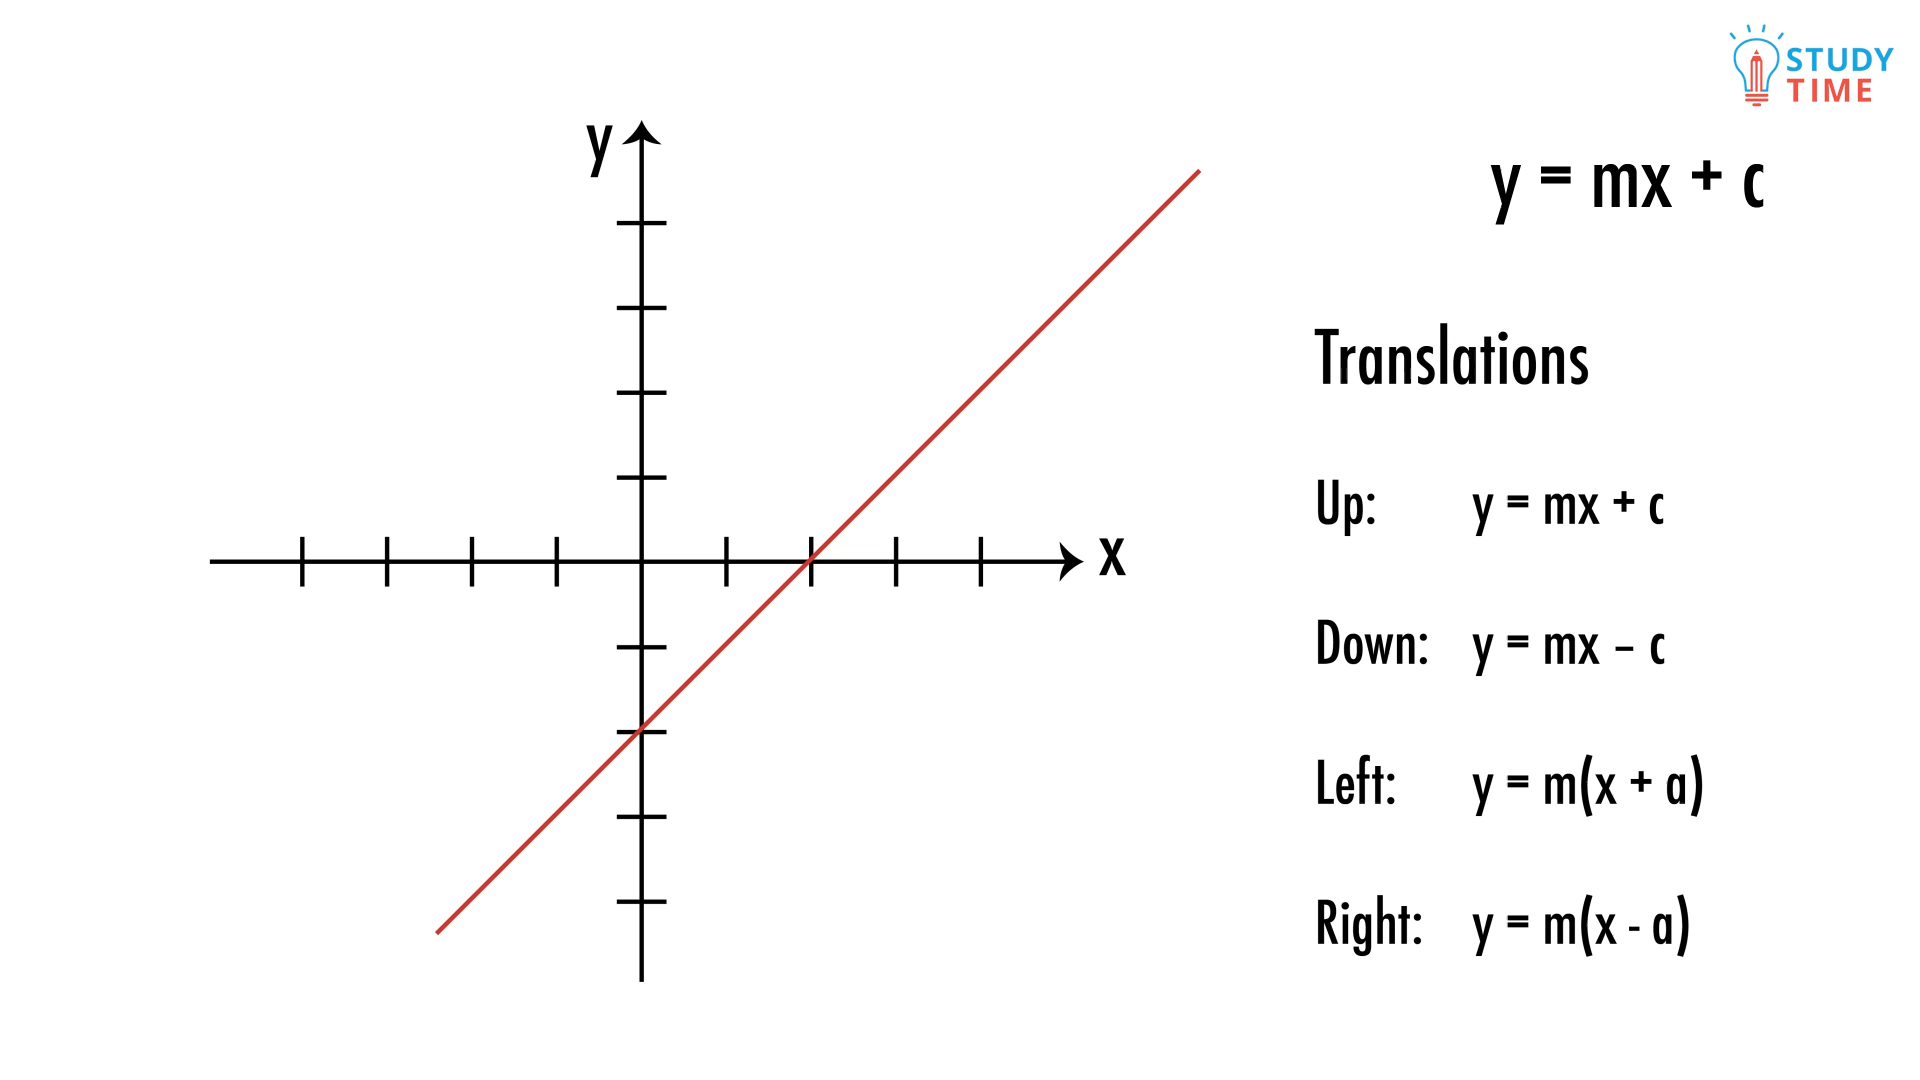 STUDY
TIME
y = mx + c
y
x
Translations
Up: y = mx + c
Down: y = mx – c
Left: y = m(x + a)
Right: y = m(x - a)